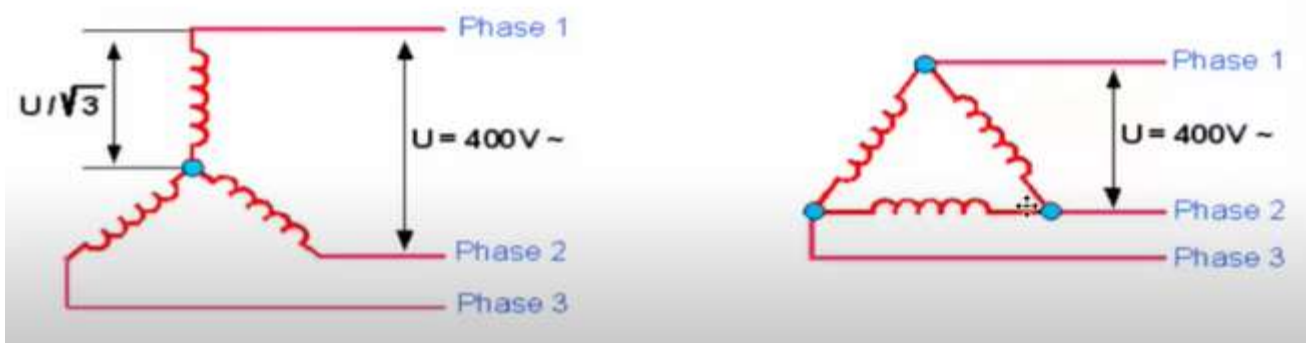 Phase 1
U/√3
U= 400V ~
Phase 2
Phase 3
Phase 1
U= 400V ~
Phase 2
Phase 3